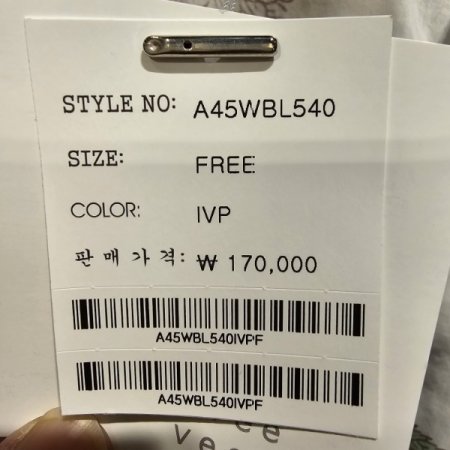 STYLE NO: A45WBL540
SIZE: FREE
COLOR: IVP
판매가격: ₩ 170,000
A45WBL540IVPF
A45WBL540IVPF